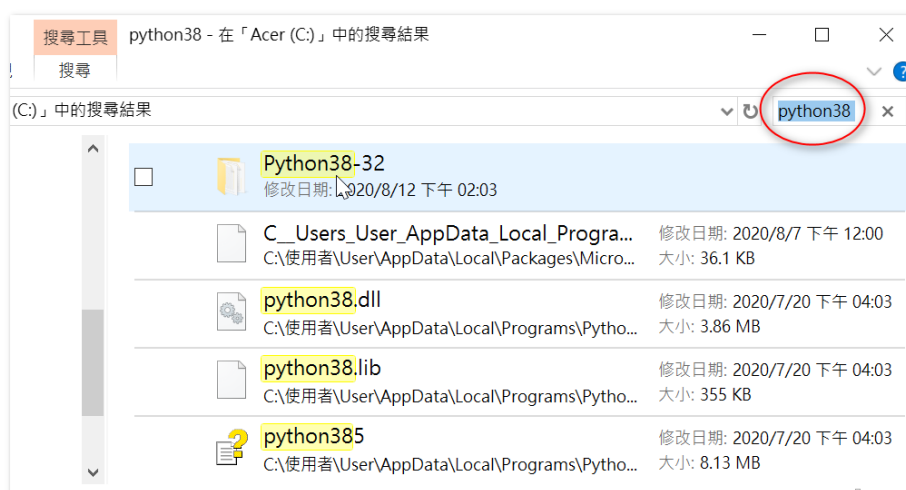 搜尋工具 python38 - 在「Acer (C:)」中的搜尋結果
搜尋
(C:)」中的搜尋結果 python38
Python38-32
修改日期: 2020/8/12 下午 02:03
C__Users_User_AppData_Local_Progra... 修改日期: 2020/8/7 下午 12:00
C:\使用者\User\AppData\Local\Packages\Micro... 大小: 36.1 KB
python38.dll 修改日期: 2020/7/20 下午 04:03
C:\使用者\User\AppData\Local\Programs\Pytho... 大小: 3.86 MB
python38.lib 修改日期: 2020/7/20 下午 04:03
C:\使用者\User\AppData\Local\Programs\Pytho... 大小: 355 KB
python385 修改日期: 2020/7/20 下午 04:03
C:\使用者\User\AppData\Local\Programs\Pytho... 大小: 8.13 MB